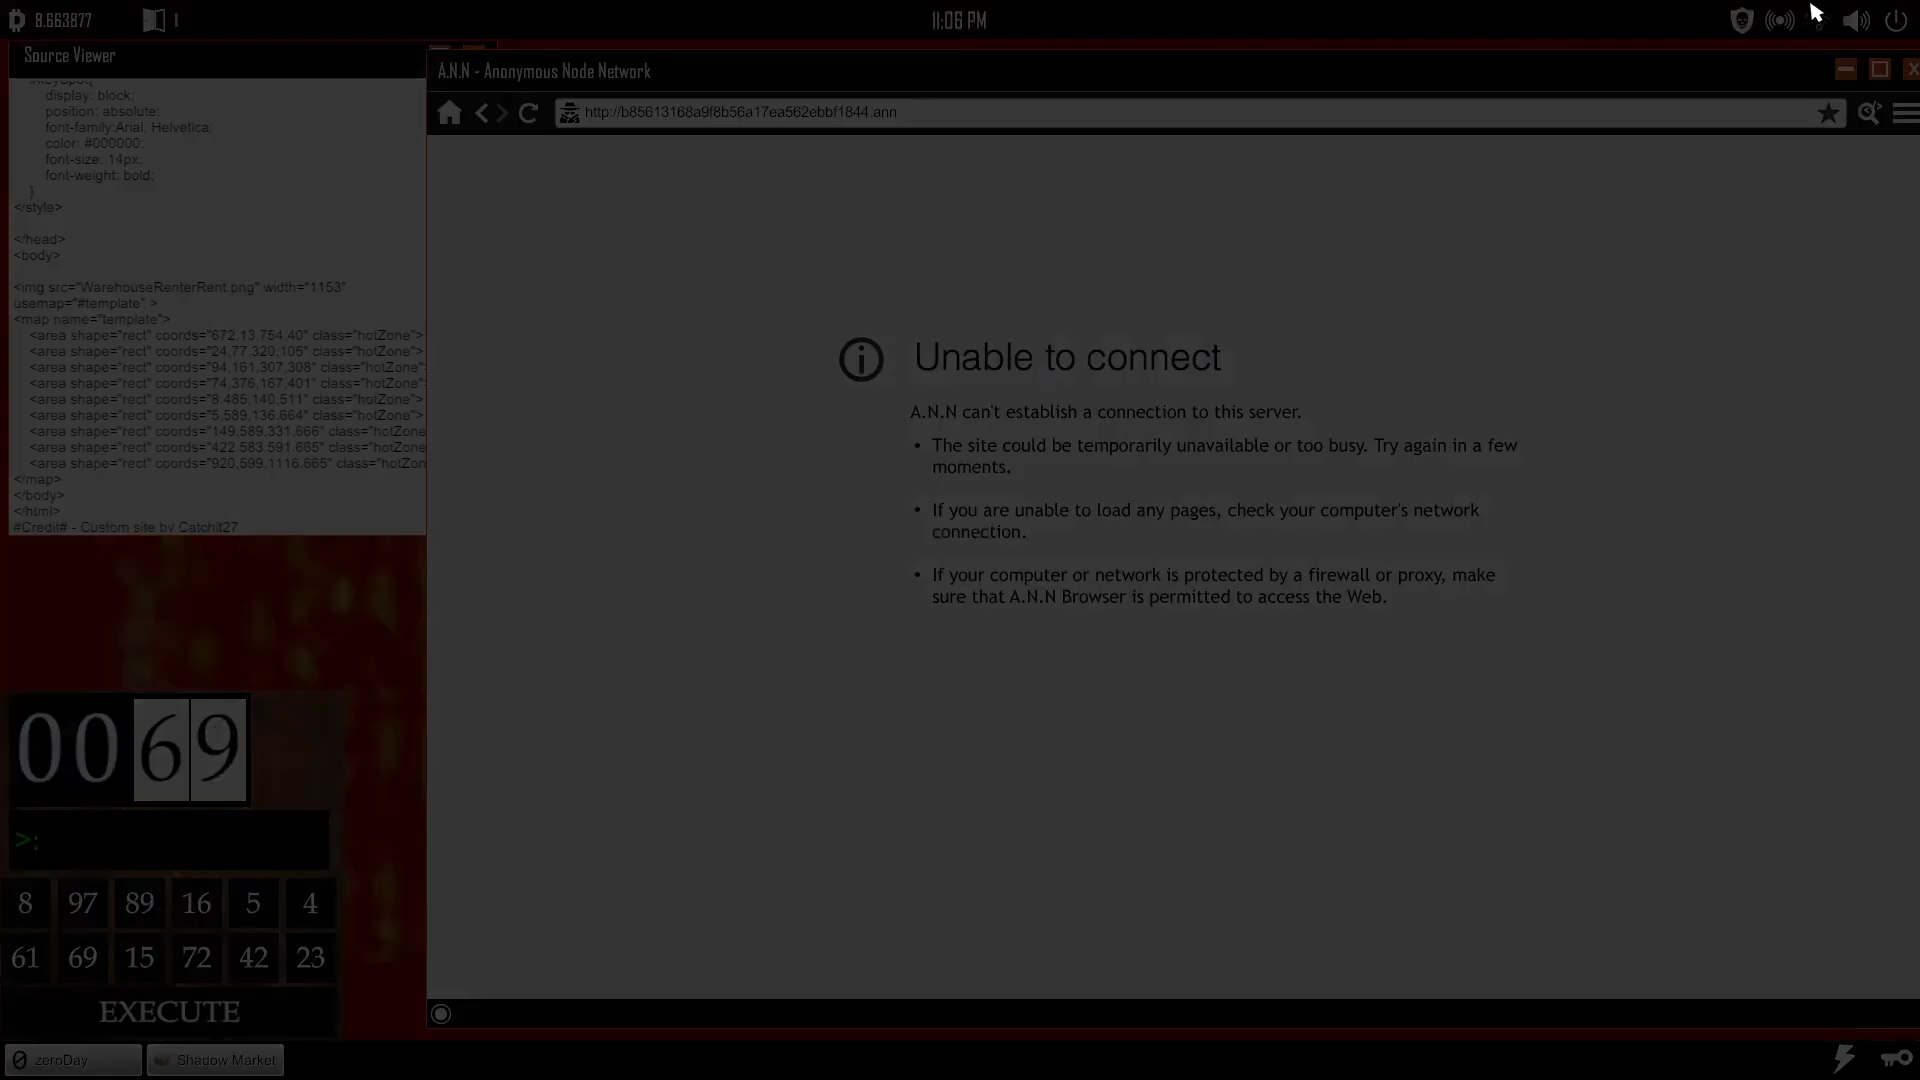 8.663877
1
11:06 PM
Source Viewer
display: block;
position: absolute;
font-family:Arial, Helvetica;
color: #000000;
font-size: 14px;
font-weight: bold;
}
</style>
</head>
<body>
<img src="WarehouseRenterRent.png" width="1153"
usemap="#template" >
<map name="template">
<area shape="rect" coords="672,13,754,40" class="hotZone">
<area shape="rect" coords="24,77,320,105" class="hotZone">
<area shape="rect" coords="94,161,307,308" class="hotZone">
<area shape="rect" coords="74,376,167,401" class="hotZone">
<area shape="rect" coords="8,485,140,511" class="hotZone">
<area shape="rect" coords="5,589,136,664" class="hotZone">
<area shape="rect" coords="149,589,331,666" class="hotZone
<area shape="rect" coords="422,583,591,665" class="hotZone
<area shape="rect" coords="920,599,1116,665" class="hotZon
</map>
</body>
</html>
#Credit# - Custom site by Catchit27
A.N.N - Anonymous Node Network
http://b85613168a9f8b56a17ea562ebbf1844.ann
Unable to connect
A.N.N can't establish a connection to this server.
• The site could be temporarily unavailable or too busy. Try again in a few
moments.
• If you are unable to load any pages, check your computer's network
connection.
• If your computer or network is protected by a firewall or proxy, make
sure that A.N.N Browser is permitted to access the Web.
0069
>:
8 97 89 16 5 4
61 69 15 72 42 23
EXECUTE
zeroDay
Shadow Market